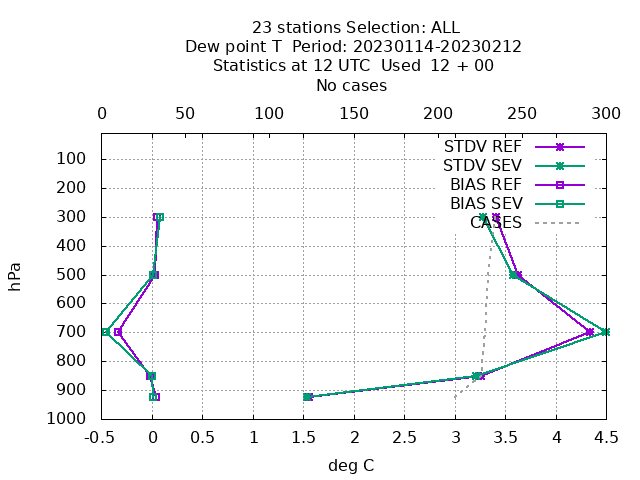 23 stations Selection: ALL
Dew point T  Period: 20230114-20230212
Statistics at 12 UTC  Used  12 + 00
No cases
0 50 100 150 200 250 300
STDV REF
STDV SEV
BIAS REF
BIAS SEV
CASES
hPa
100
200
300
400
500
600
700
800
900
1000
-0.5 0 0.5 1 1.5 2 2.5 3 3.5 4 4.5
deg C